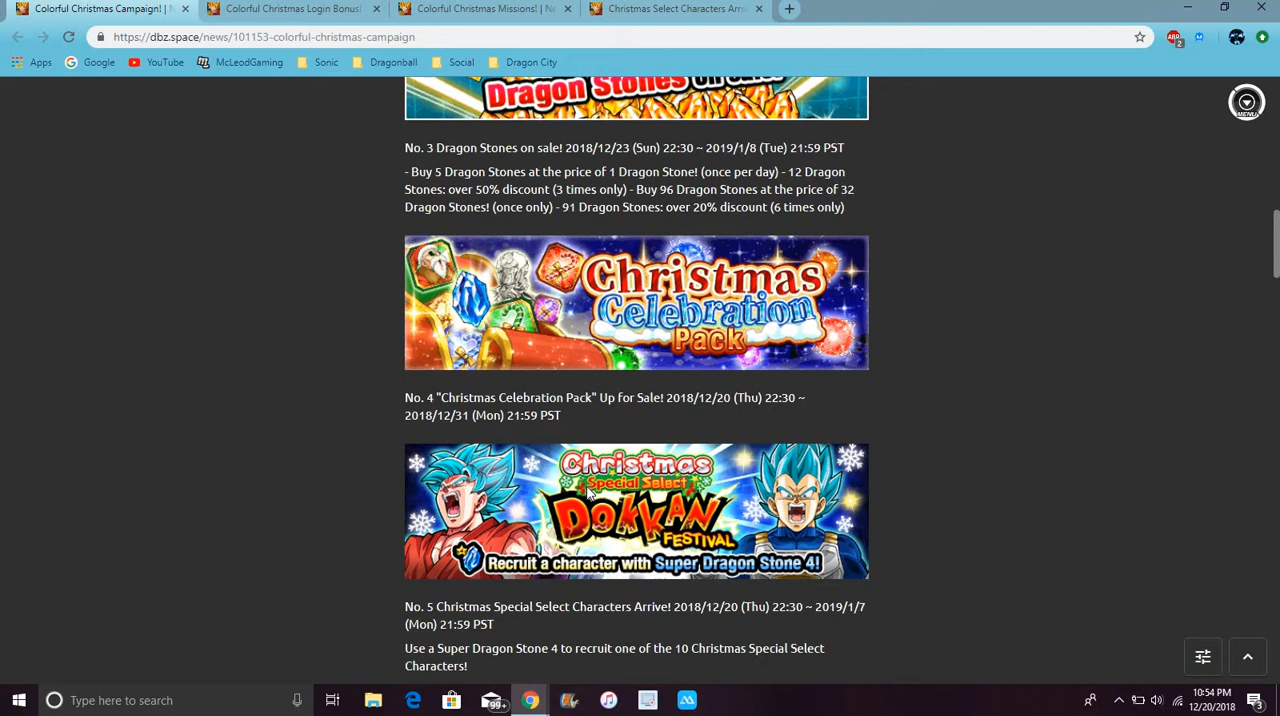 Colorful Christmas Campaign! | N
Colorful Christmas Login Bonus!
Colorful Christmas Missions! | Ne
Christmas Select Characters Arriv
https://dbz.space/news/101153-colorful-christmas-campaign
ABP
2
Apps
Google
YouTube
McLeodGaming
Sonic
Dragonball
Social
Dragon City
Dragon Stones on sale!
MENU
No. 3 Dragon Stones on sale! 2018/12/23 (Sun) 22:30 ~ 2019/1/8 (Tue) 21:59 PST
- Buy 5 Dragon Stones at the price of 1 Dragon Stone! (once per day) - 12 Dragon
Stones: over 50% discount (3 times only) - Buy 96 Dragon Stones at the price of 32
Dragon Stones! (once only) - 91 Dragon Stones: over 20% discount (6 times only)
Christmas
Celebration
Pack
No. 4 "Christmas Celebration Pack" Up for Sale! 2018/12/20 (Thu) 22:30 ~
2018/12/31 (Mon) 21:59 PST
Christmas
Special Select
DOKKAN
FESTIVAL
Recruit a character with Super Dragon Stone 4!
No. 5 Christmas Special Select Characters Arrive! 2018/12/20 (Thu) 22:30 ~ 2019/1/7
(Mon) 21:59 PST
Use a Super Dragon Stone 4 to recruit one of the 10 Christmas Special Select
Characters!
Type here to search
99+
10:54 PM
12/20/2018
3